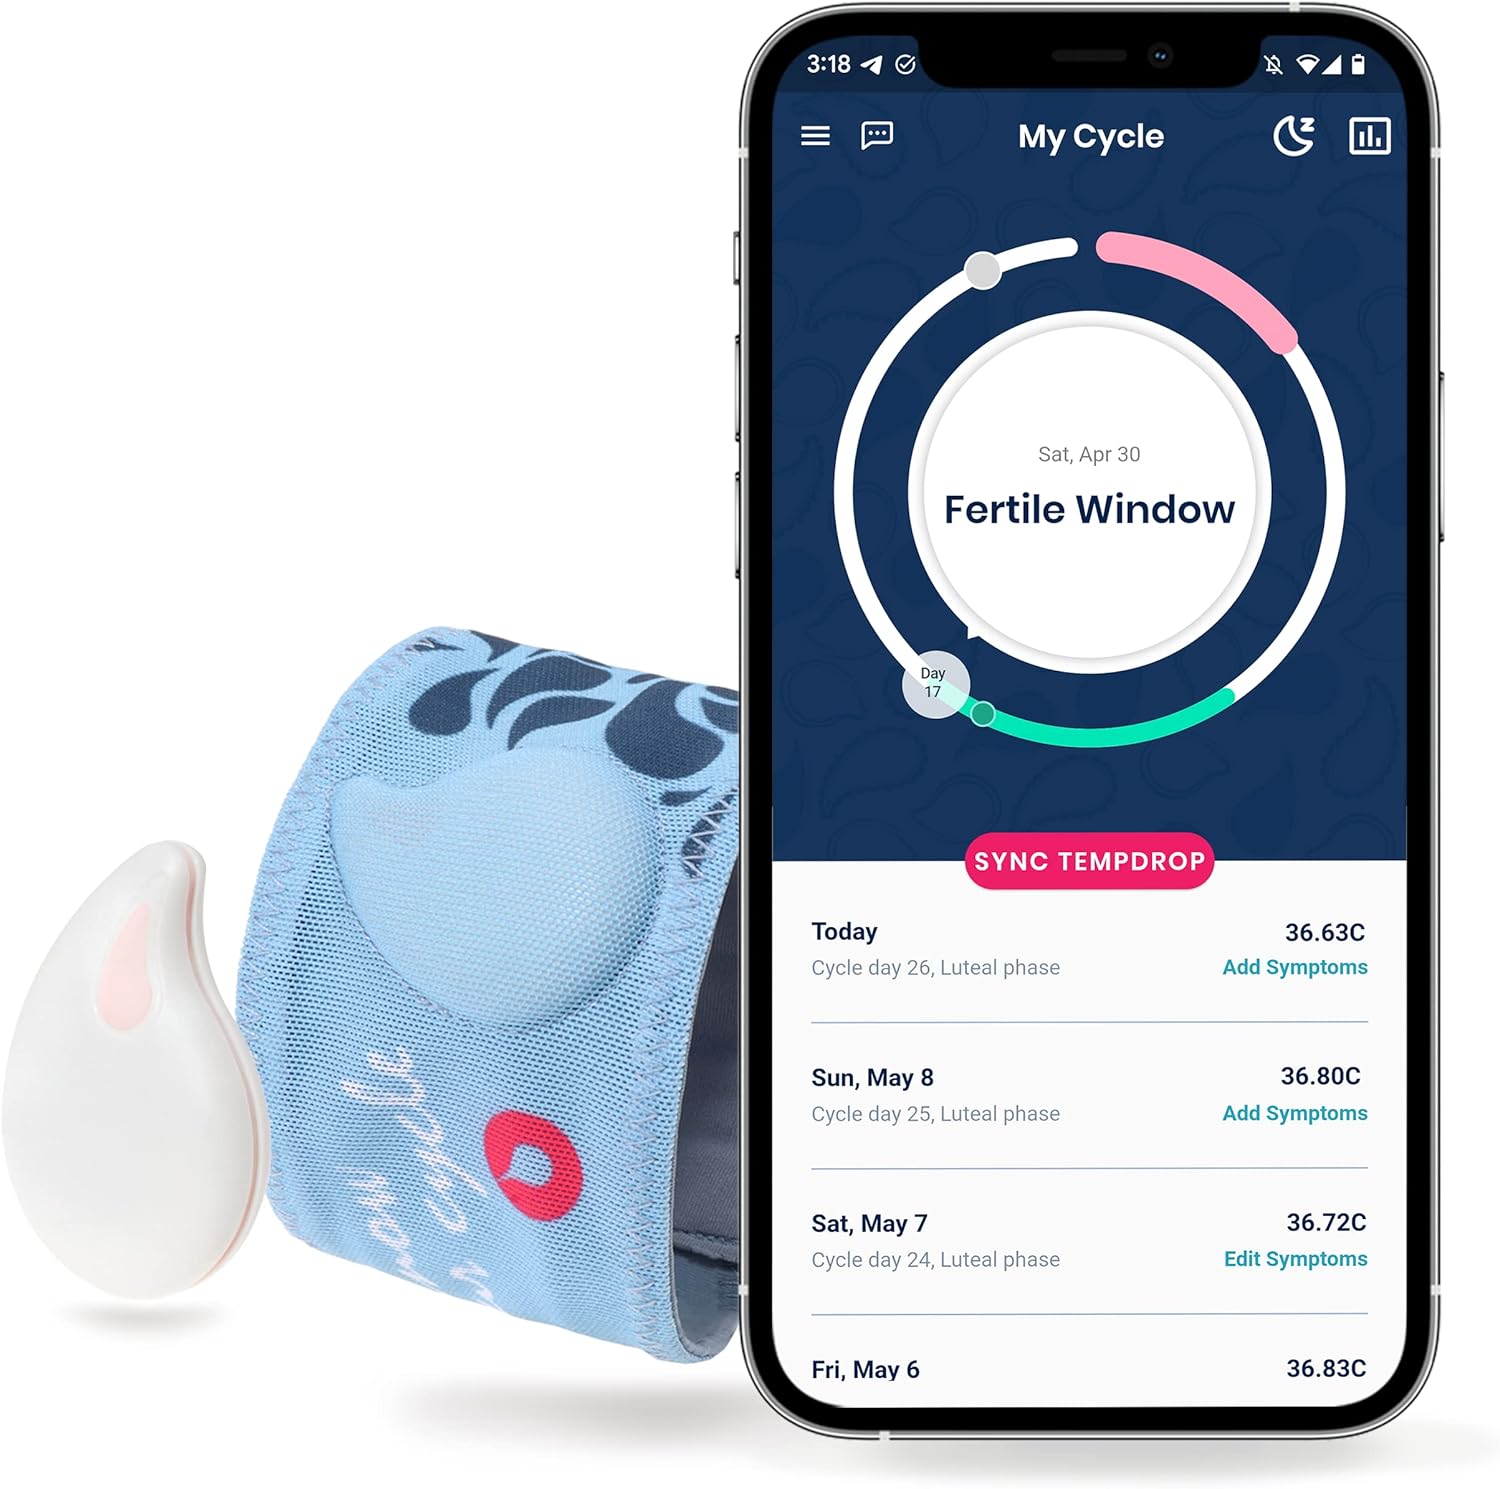 3:18
My Cycle
Sat, Apr 30
Fertile Window
Day
17
SYNC TEMPDROP
Today
36.63C
Cycle day 26, Luteal phase
Add Symptoms
Sun, May 8
36.80C
Cycle day 25, Luteal phase
Add Symptoms
Sat, May 7
36.72C
Cycle day 24, Luteal phase
Edit Symptoms
Fri, May 6
36.83C
cycle